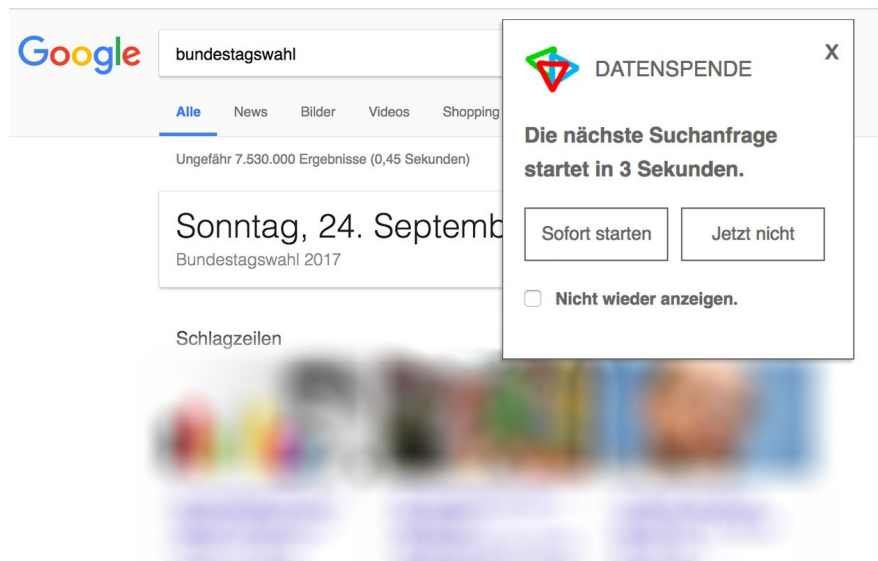 Google
bundestagswahl
Alle News Bilder Videos Shopping
Ungefähr 7.530.000 Ergebnisse (0,45 Sekunden)
Sonntag, 24. Septemb
Bundestagswahl 2017
Schlagzeilen
DATENSPENDE
X
Die nächste Suchanfrage
startet in 3 Sekunden.
Sofort starten Jetzt nicht
Nicht wieder anzeigen.